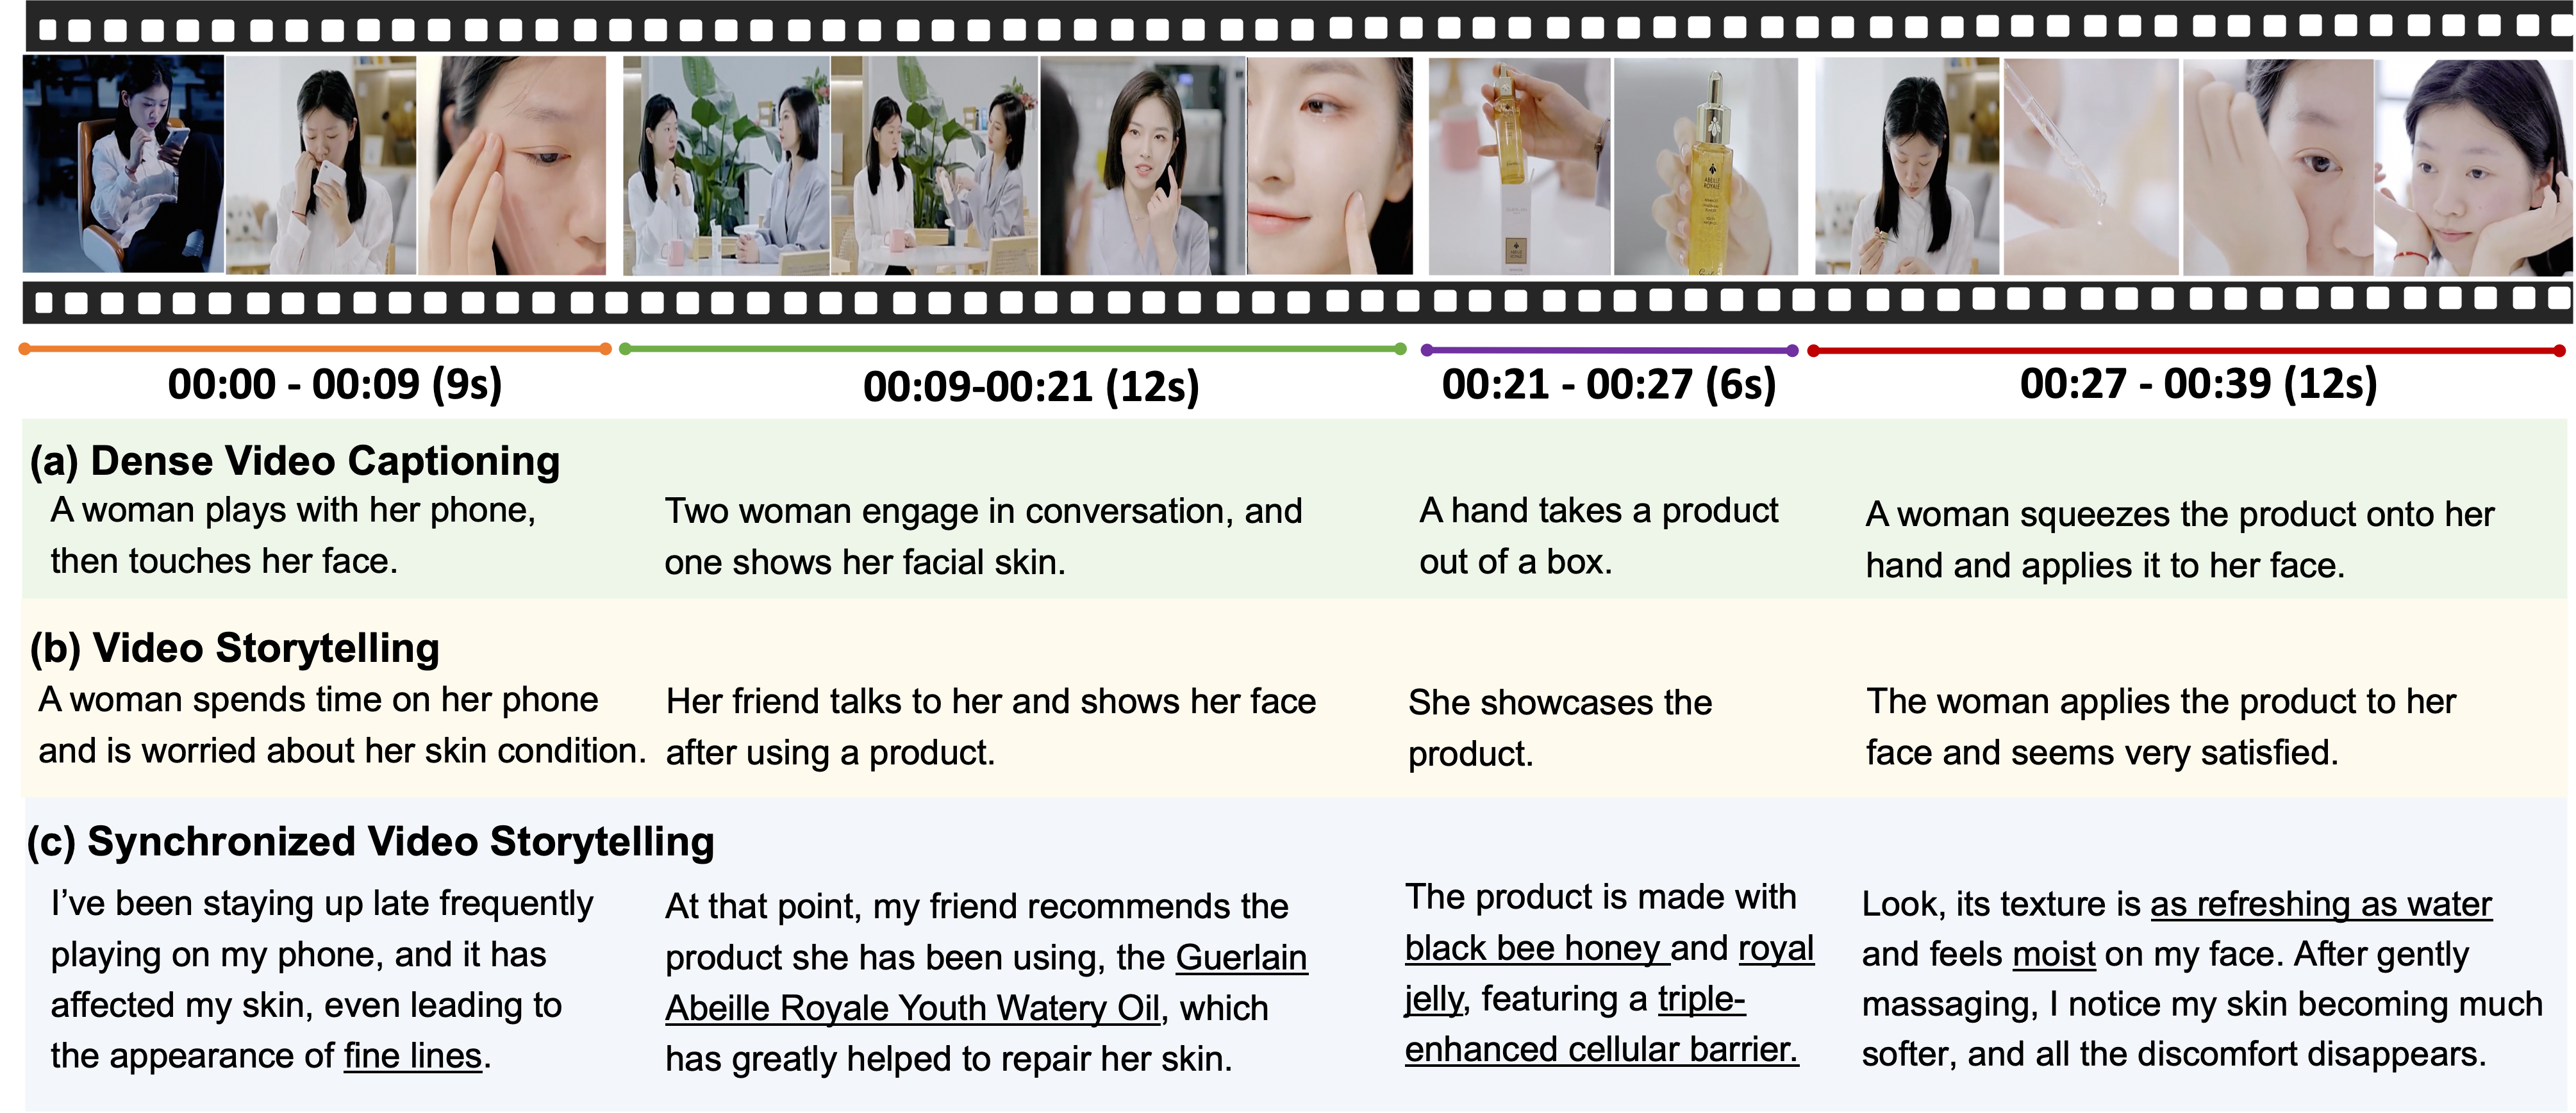 ABEILLE
ROYALE
00:00 - 00:09 (9s)
00:09-00:21 (12s)
00:21 - 00:27 (6s)
00:27 - 00:39 (12s)
(a) Dense Video Captioning
A woman plays with her phone,
then touches her face.
Two woman engage in conversation, and
one shows her facial skin.
A hand takes a product
out of a box.
A woman squeezes the product onto her
hand and applies it to her face.
(b) Video Storytelling
A woman spends time on her phone
and is worried about her skin condition.
Her friend talks to her and shows her face
after using a product.
She showcases the
product.
The woman applies the product to her
face and seems very satisfied.
(c) Synchronized Video Storytelling
I’ve been staying up late frequently
playing on my phone, and it has
affected my skin, even leading to
the appearance of fine lines.
At that point, my friend recommends the
product she has been using, the Guerlain
Abeille Royale Youth Watery Oil, which
has greatly helped to repair her skin.
The product is made with
black bee honey and royal
jelly, featuring a triple-
enhanced cellular barrier.
Look, its texture is as refreshing as water
and feels moist on my face. After gently
massaging, I notice my skin becoming much
softer, and all the discomfort disappears.